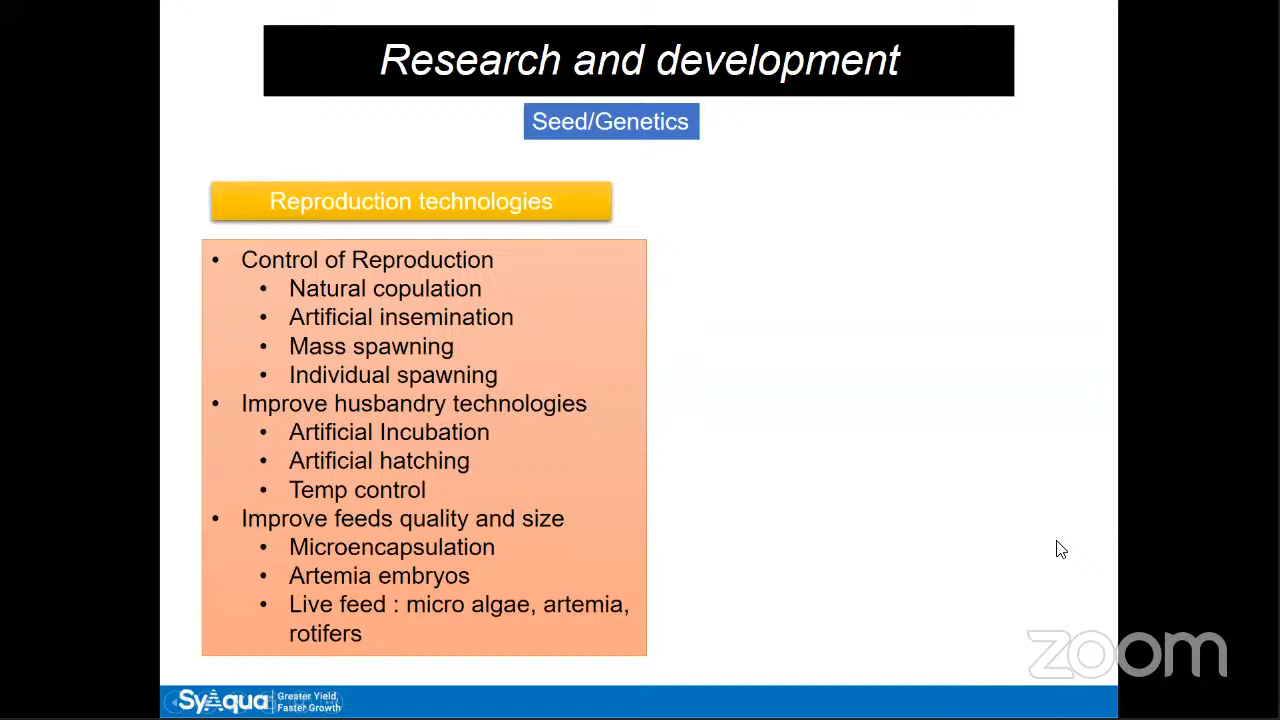 Research and development
Seed/Genetics
Reproduction technologies
• Control of Reproduction
• Natural copulation
• Artificial insemination
• Mass spawning
• Individual spawning
• Improve husbandry technologies
• Artificial Incubation
• Artificial hatching
• Temp control
• Improve feeds quality and size
• Microencapsulation
• Artemia embryos
• Live feed : micro algae, artemia,
rotifers
zoom
SyAqua
Greater Yield,
Faster Growth